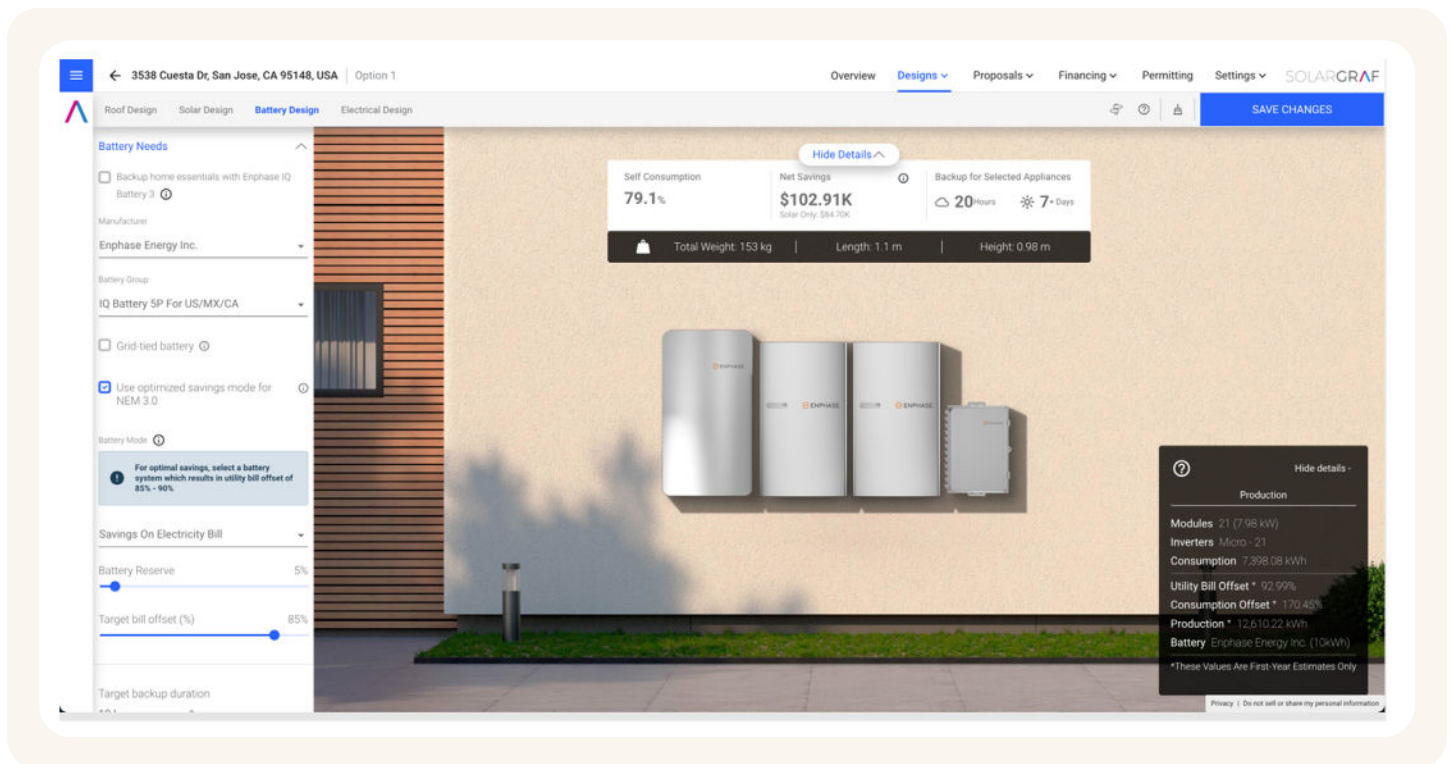 3538 Cuesta Dr, San Jose, CA 95148, USA | Option 1
Overview Designs Proposals Financing Permitting Settings SOLARGRAF
Roof Design Solar Design Battery Design Electrical Design
SAVE CHANGES
Battery Needs
Backup home essentials with Enphase IQ
Battery 3
Manufacturer
Enphase Energy Inc.
Battery Group
IQ Battery 5P For US/MX/CA
Grid-tied battery
Use optimized savings mode for
NEM 3.0
Battery Mode
For optimal savings, select a battery
system which results in utility bill offset of
85% - 90%
Savings On Electricity Bill
Battery Reserve 5%
Target bill offset (%) 85%
Target backup duration
Hide Details
Self Consumption
79.1%
Net Savings
$102.91K
Solar Only: $84.70K
Backup for Selected Appliances
20 Hours 7+ Days
Total Weight: 153 kg | Length: 1.1 m | Height: 0.98 m
ENPHASE
ENPHASE
ENPHASE
Hide details -
Production
Modules 21 (7.98 kW)
Inverters Micro - 21
Consumption 7,398.08 kWh
Utility Bill Offset * 92.99%
Consumption Offset * 170.45%
Production * 12,610.22 kWh
Battery Enphase Energy Inc. (10kWh)
*These Values Are First-Year Estimates Only
Privacy | Do not sell or share my personal information